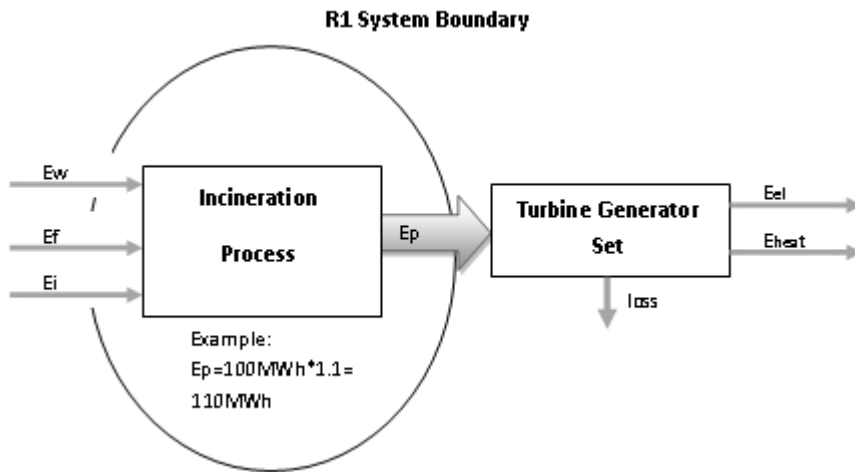 R1 System Boundary
Ew
/
Ef
Ei
Incineration
Process
Ep
Turbine Generator
Set
Eel
Eheat
loss
Example:
Ep=100MWh*1.1=
110MWh